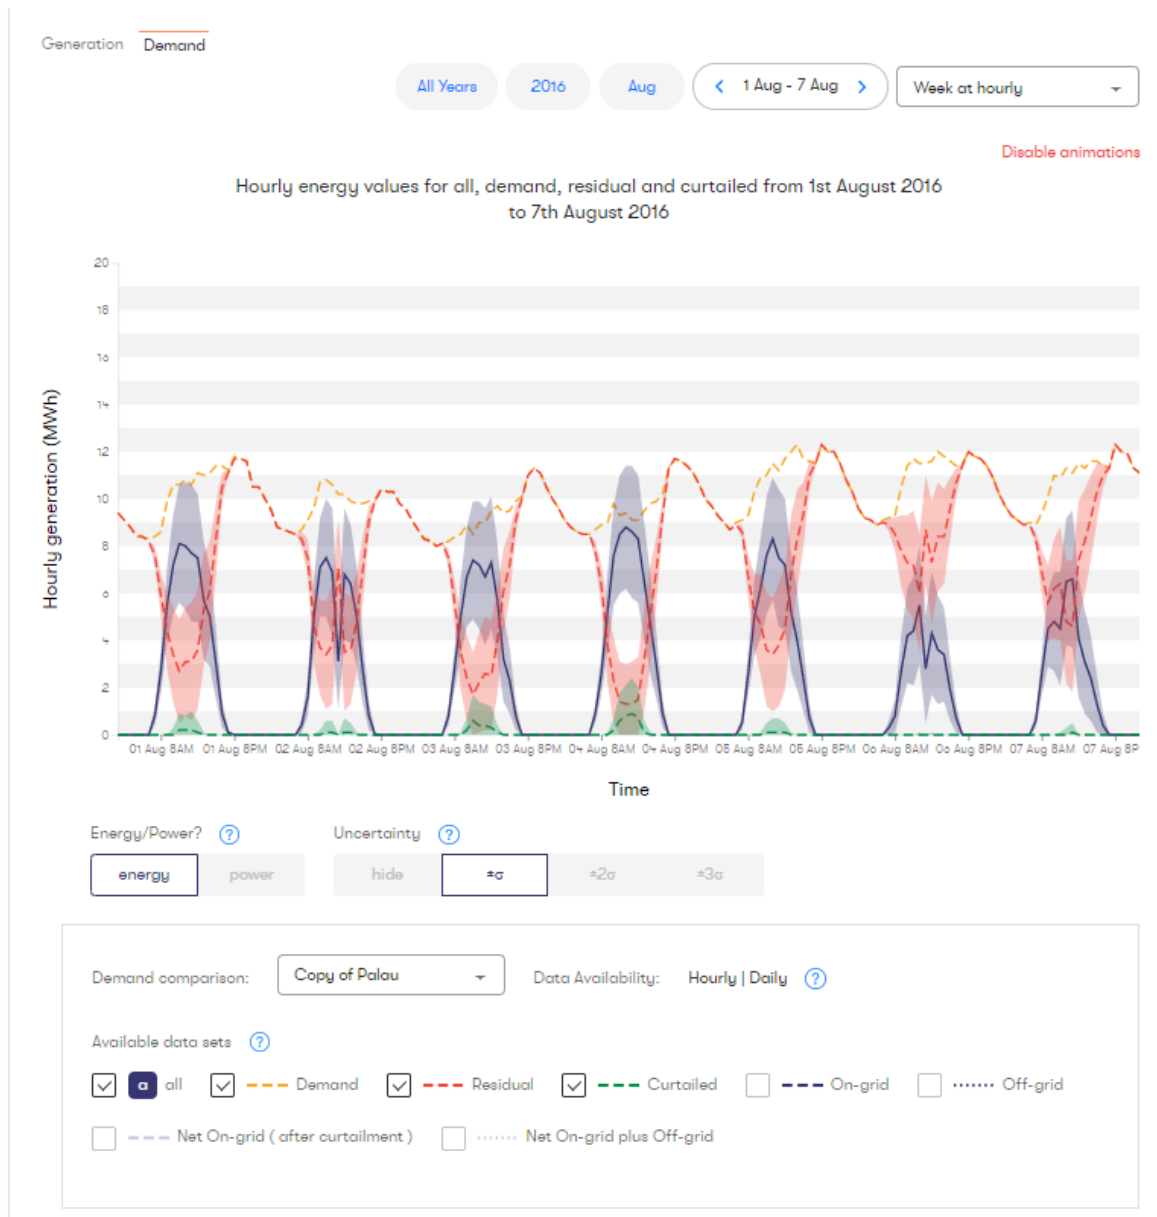 Generation Demand
All Years 2016 Aug 1 Aug - 7 Aug Week at hourly
Disable animations
Hourly energy values for all, demand, residual and curtailed from 1st August 2016
to 7th August 2016
Hourly generation (MWh)
20
18
16
14
12
10
8
6
4
2
0
01 Aug 8AM 01 Aug 8PM 02 Aug 8AM 02 Aug 8PM 03 Aug 8AM 03 Aug 8PM 04 Aug 8AM 04 Aug 8PM 05 Aug 8AM 05 Aug 8PM 06 Aug 8AM 06 Aug 8PM 07 Aug 8AM 07 Aug 8P
Time
Energy/Power? ? Uncertainty ?
energy power hide ±σ ±2σ ±3σ
Demand comparison: Copy of Palau Data Availability: Hourly | Daily ?
Available data sets ?
a all Demand Residual Curtailed On-grid Off-grid
Net On-grid ( after curtailment ) Net On-grid plus Off-grid